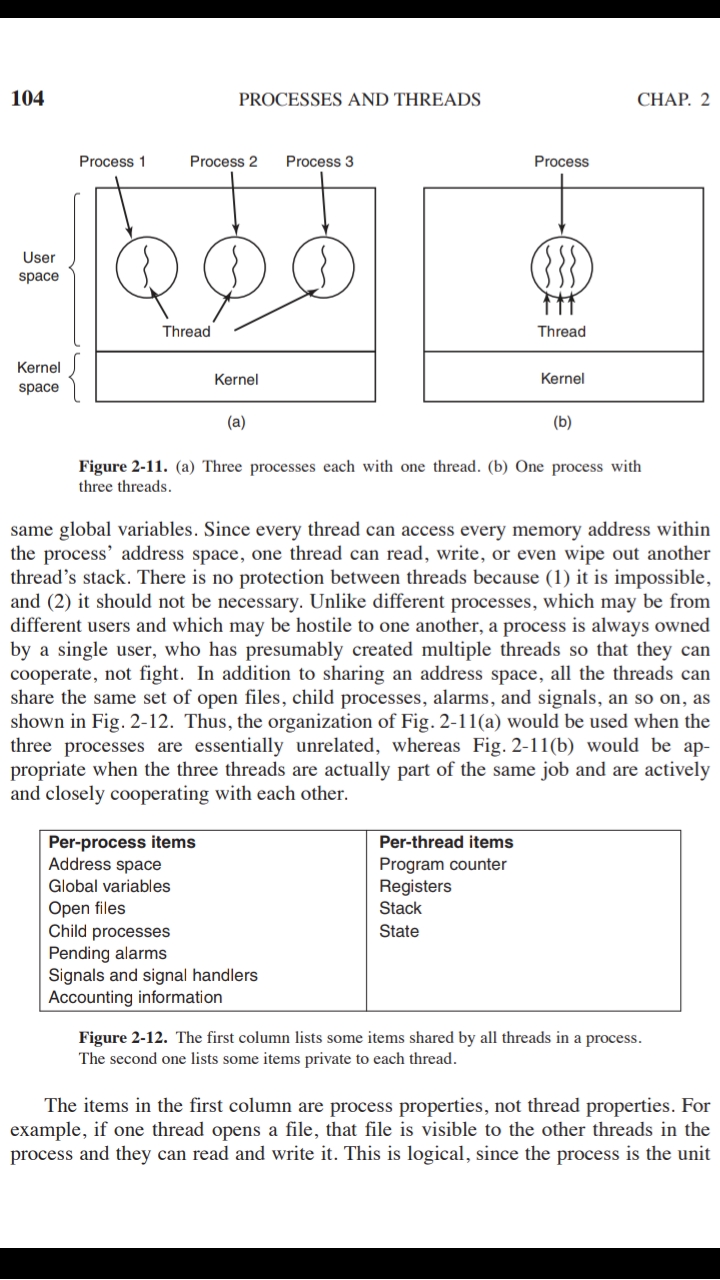 104 PROCESSES AND THREADS CHAP. 2
Process 1 Process 2 Process 3 Process
User
space
Thread Thread
Kernel
space
Kernel Kernel
(a) (b)
Figure 2-11. (a) Three processes each with one thread. (b) One process with
three threads.
same global variables. Since every thread can access every memory address within
the process’ address space, one thread can read, write, or even wipe out another
thread’s stack. There is no protection between threads because (1) it is impossible,
and (2) it should not be necessary. Unlike different processes, which may be from
different users and which may be hostile to one another, a process is always owned
by a single user, who has presumably created multiple threads so that they can
cooperate, not fight. In addition to sharing an address space, all the threads can
share the same set of open files, child processes, alarms, and signals, an so on, as
shown in Fig. 2-12. Thus, the organization of Fig. 2-11(a) would be used when the
three processes are essentially unrelated, whereas Fig. 2-11(b) would be ap-
propriate when the three threads are actually part of the same job and are actively
and closely cooperating with each other.
Per-process items Per-thread items
Address space Program counter
Global variables Registers
Open files Stack
Child processes State
Pending alarms
Signals and signal handlers
Accounting information
Figure 2-12. The first column lists some items shared by all threads in a process.
The second one lists some items private to each thread.
The items in the first column are process properties, not thread properties. For
example, if one thread opens a file, that file is visible to the other threads in the
process and they can read and write it. This is logical, since the process is the unit